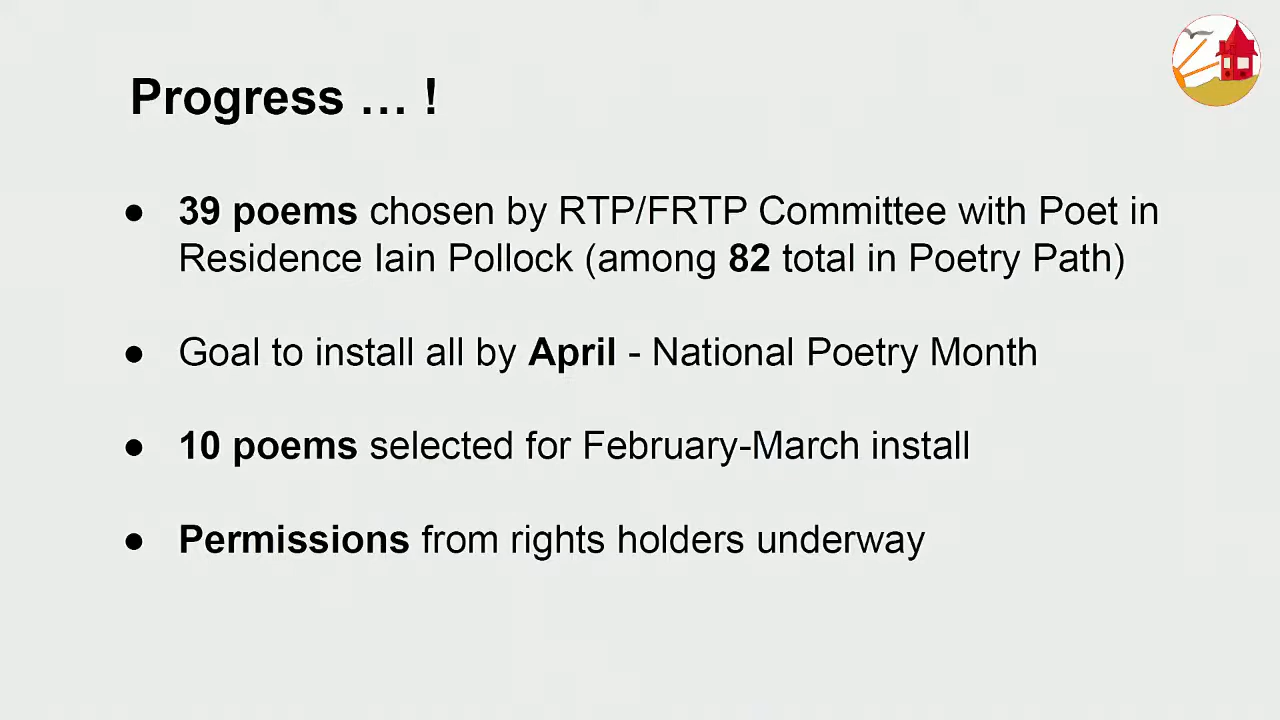 Progress … !
● 39 poems chosen by RTP/FRTP Committee with Poet in
Residence Iain Pollock (among 82 total in Poetry Path)
● Goal to install all by April - National Poetry Month
● 10 poems selected for February-March install
● Permissions from rights holders underway